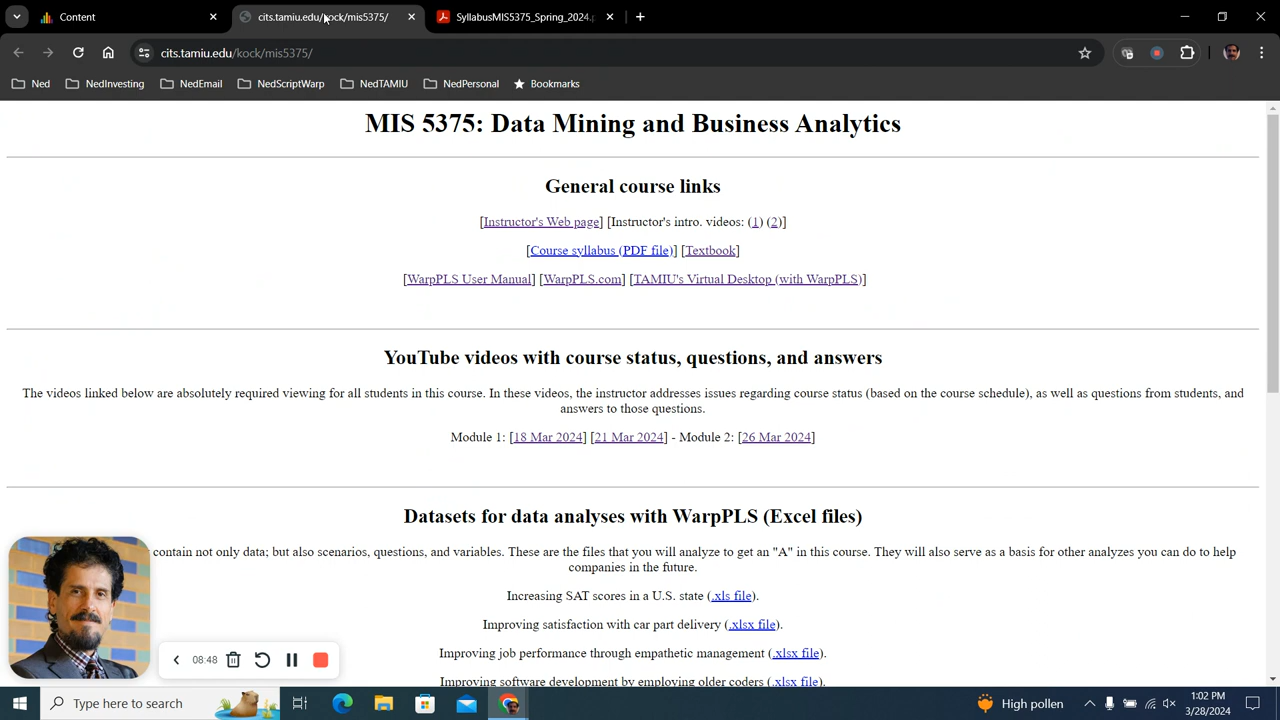 Content
cits.tamiu.edu/kock/mis5375/
SyllabusMIS5375_Spring_2024.p
cits.tamiu.edu/kock/mis5375/
Ned
NedInvesting
NedEmail
NedScriptWarp
NedTAMIU
NedPersonal
Bookmarks
MIS 5375: Data Mining and Business Analytics
General course links
[Instructor's Web page] [Instructor's intro. videos: (1) (2)]
[Course syllabus (PDF file)] [Textbook]
[WarpPLS User Manual] [WarpPLS.com] [TAMIU's Virtual Desktop (with WarpPLS)]
YouTube videos with course status, questions, and answers
The videos linked below are absolutely required viewing for all students in this course. In these videos, the instructor addresses issues regarding course status (based on the course schedule), as well as questions from students, and
answers to those questions.
Module 1: [18 Mar 2024] [21 Mar 2024] - Module 2: [26 Mar 2024]
Datasets for data analyses with WarpPLS (Excel files)
contain not only data; but also scenarios, questions, and variables. These are the files that you will analyze to get an "A" in this course. They will also serve as a basis for other analyzes you can do to help
companies in the future.
Increasing SAT scores in a U.S. state (.xls file).
Improving satisfaction with car part delivery (.xlsx file).
Improving job performance through empathetic management (.xlsx file).
Improving software development by employing older coders (.xlsx file).
08:48
Type here to search
High pollen
1:02 PM
3/28/2024